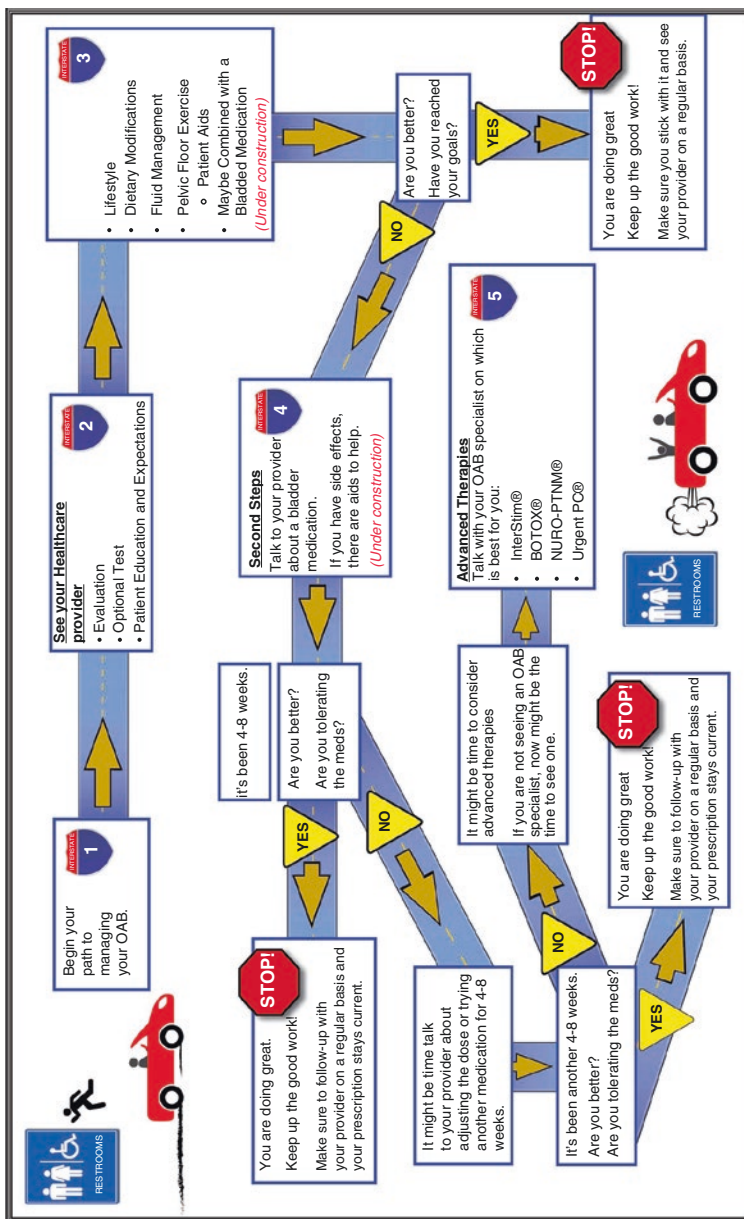 RESTROOMS
INTERSTATE
1
Begin your
path to
managing
your OAB.
INTERSTATE
2
See your Healthcare
provider
• Evaluation
• Optional Test
• Patient Education and Expectations
INTERSTATE
3
• Lifestyle
• Dietary Modifications
• Fluid Management
• Pelvic Floor Exercise
o Patient Aids
• Maybe Combined with a
Bladded Medication
(Under construction)
Are you better?
Have you reached
your goals?
YES
STOP!
You are doing great
Keep up the good work!
Make sure you stick with it and see
your provider on a regular basis.
NO
INTERSTATE
4
Second Steps
Talk to your provider
about a bladder
medication.
If you have side effects,
there are aids to help.
(Under construction)
it's been 4-8 weeks.
Are you better?
Are you tolerating
the meds?
YES
STOP!
You are doing great.
Keep up the good work!
Make sure to follow-up with
your provider on a regular basis and
your prescription stays current.
NO
It might be time talk
to your provider about
adjusting the dose or trying
another medication for 4-8
weeks.
It's been another 4-8 weeks.
Are you better?
Are you tolerating the meds?
YES
STOP!
You are doing great
Keep up the good work!
Make sure to follow-up with
your provider on a regular basis and
your prescription stays current.
NO
It might be time to consider
advanced therapies
If you are not seeing an OAB
specialist, now might be the
time to see one.
INTERSTATE
5
Advanced Therapies
Talk with your OAB specialist on which
is best for you:
• InterStim®
• BOTOX®
• NURO-PTNM®
• Urgent PC®
RESTROOMS